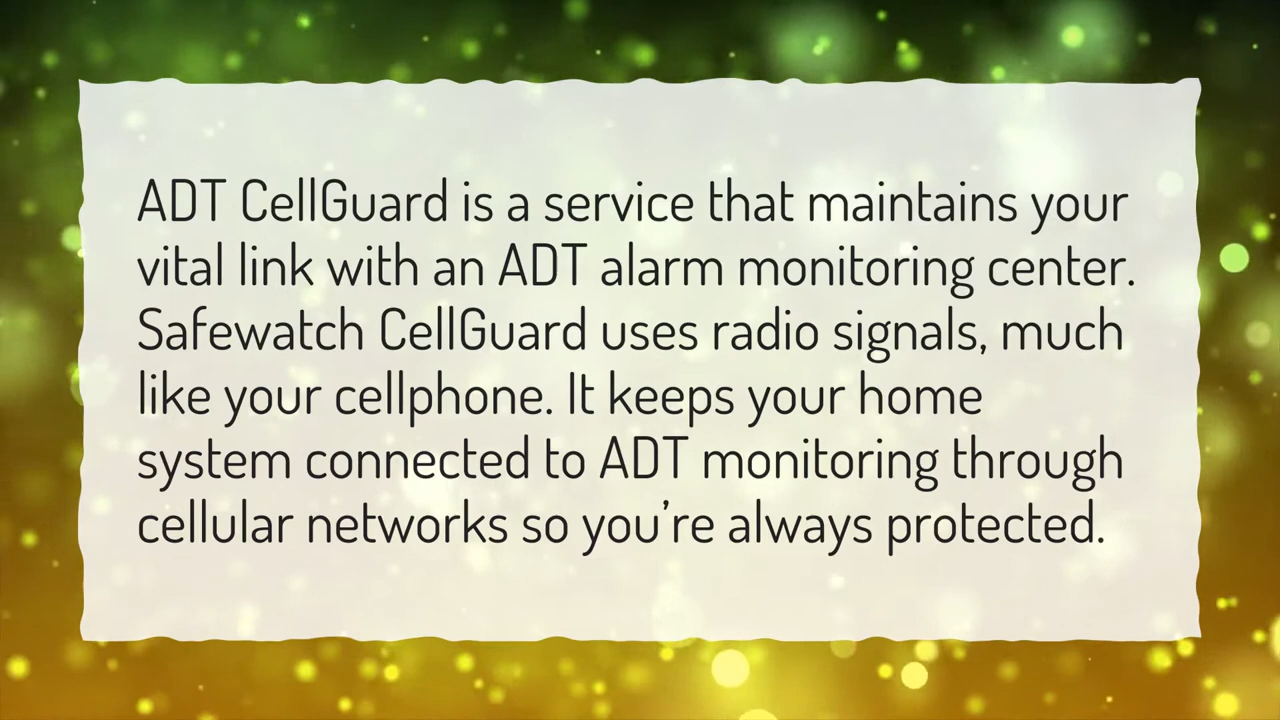 ADT CellGuard is a service that maintains your
vital link with an ADT alarm monitoring center.
Safewatch CellGuard uses radio signals, much
like your cellphone. It keeps your home
system connected to ADT monitoring through
cellular networks so you’re always protected.